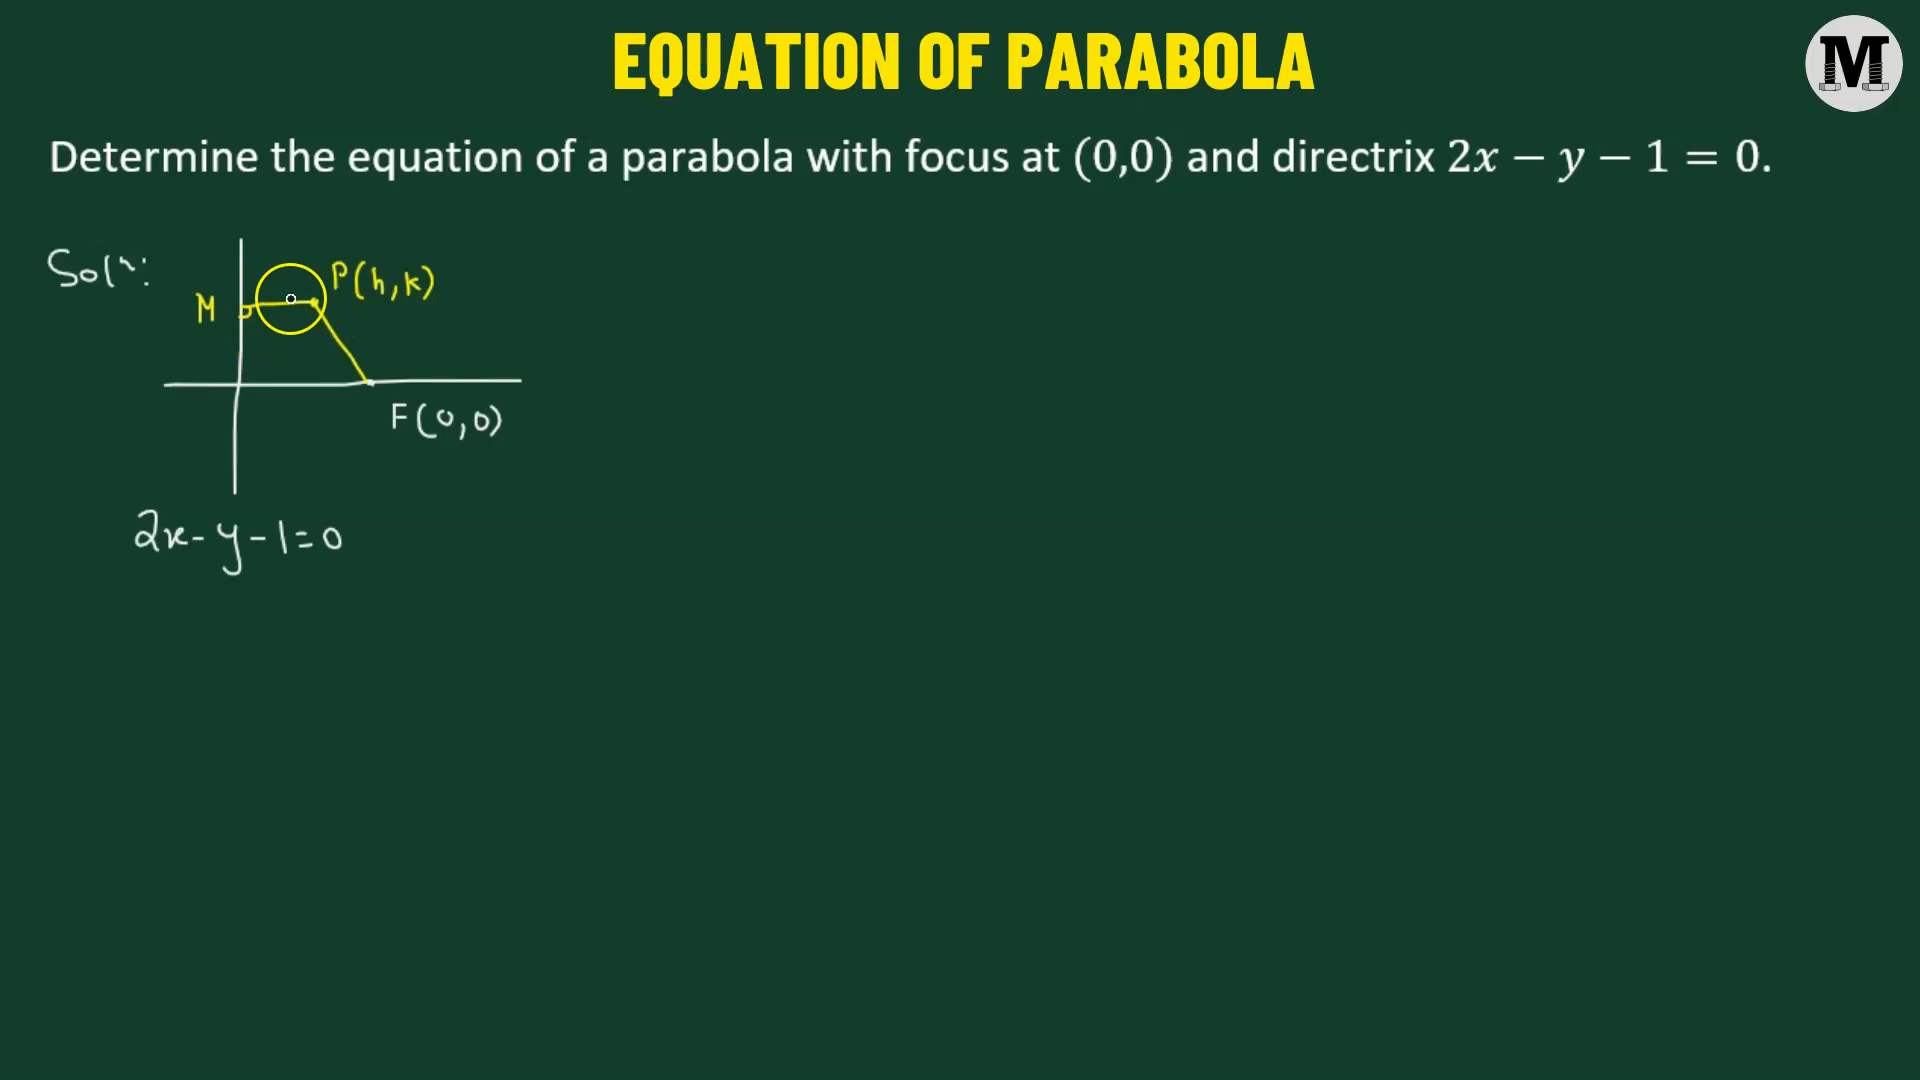 EQUATION OF PARABOLA
M
Determine the equation of a parabola with focus at (0,0) and directrix 2x − y − 1 = 0.
Soln:
P(h,k)
M
F(0,0)
2x-y-1=0